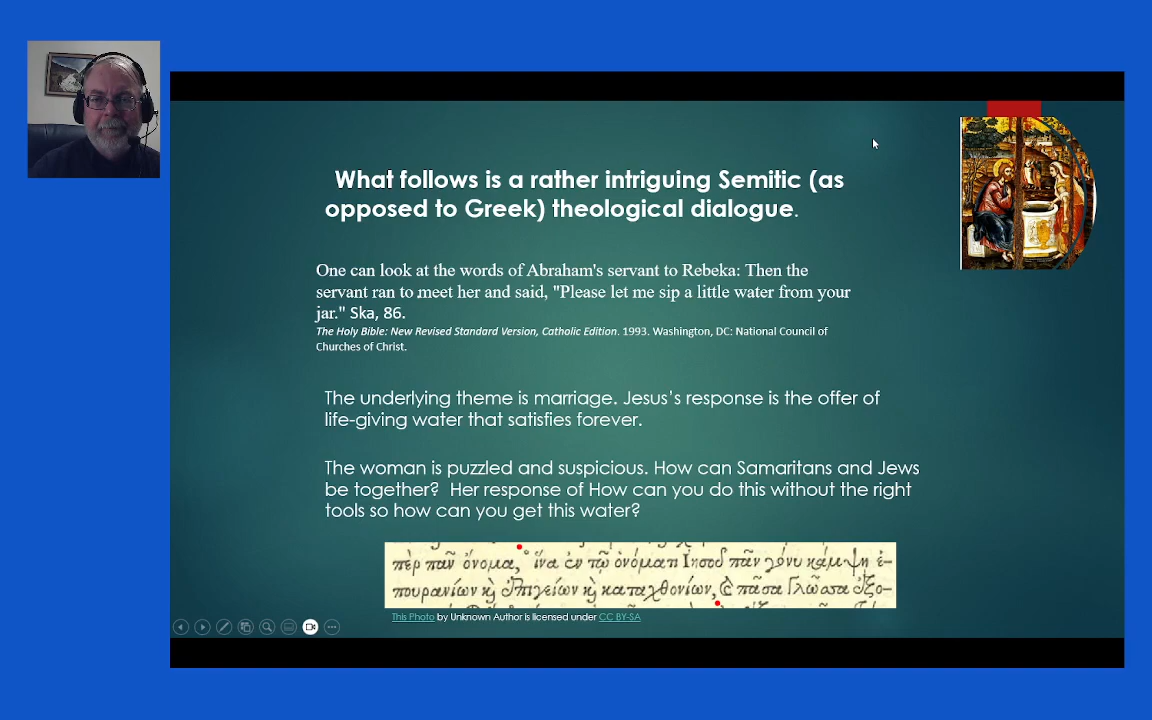 What follows is a rather intriguing Semitic (as
opposed to Greek) theological dialogue.
One can look at the words of Abraham's servant to Rebeka: Then the
servant ran to meet her and said, "Please let me sip a little water from your
jar." Ska, 86.
The Holy Bible: New Revised Standard Version, Catholic Edition. 1993. Washington, DC: National Council of
Churches of Christ.
The underlying theme is marriage. Jesus's response is the offer of
life-giving water that satisfies forever.
The woman is puzzled and suspicious. How can Samaritans and Jews
be together?  Her response of How can you do this without the right
tools so how can you get this water?
πὲρ πᾶν ὄνομα, ἵνα ἐν τῷ ὀνόματι Ἰησοῦ πᾶν γόνυ κάμψῃ ἐ-
πουρανίων κὶ ἐπιγείων κὶ καταχθονίων, καὶ πᾶσα γλῶσσα ἐξο-
This Photo by Unknown Author is licensed under CC BY-SA